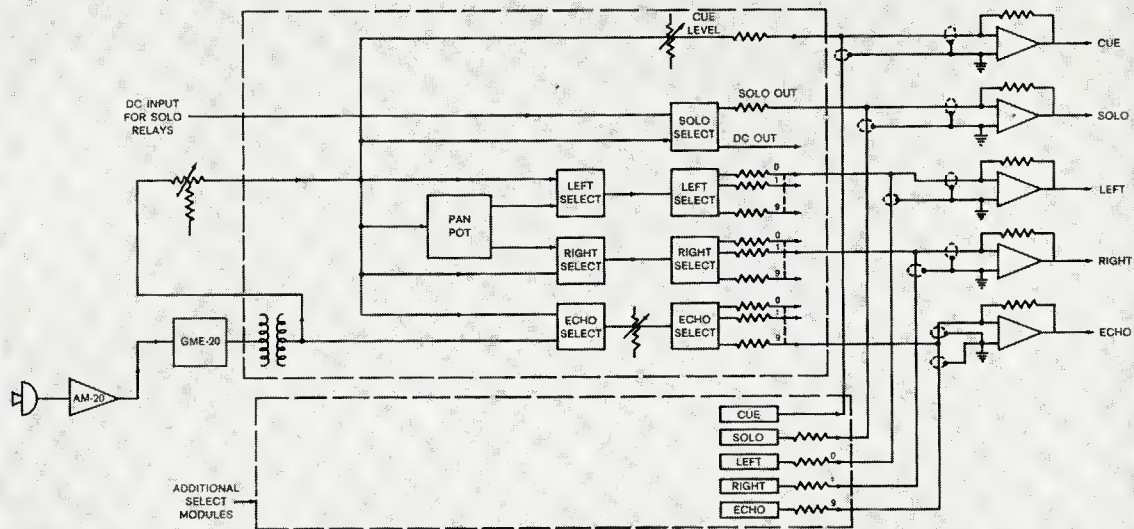 CUE
LEVEL
CUE
DC INPUT
FOR SOLO
RELAYS
SOLO OUT
SOLO
SELECT
DC OUT
SOLO
LEFT
SELECT
LEFT
SELECT
0
1
9
LEFT
PAN
POT
RIGHT
SELECT
RIGHT
SELECT
0
1
9
RIGHT
ECHO
SELECT
ECHO
SELECT
0
1
9
ECHO
GME-20
AM-20
CUE
SOLO
LEFT
0
RIGHT
1
ECHO
9
ADDITIONAL
SELECT
MODULES